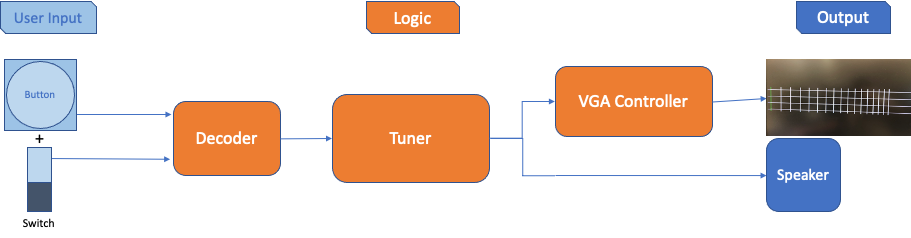 User Input
Logic
Output
Button
+
Switch
Decoder
Tuner
VGA Controller
Speaker